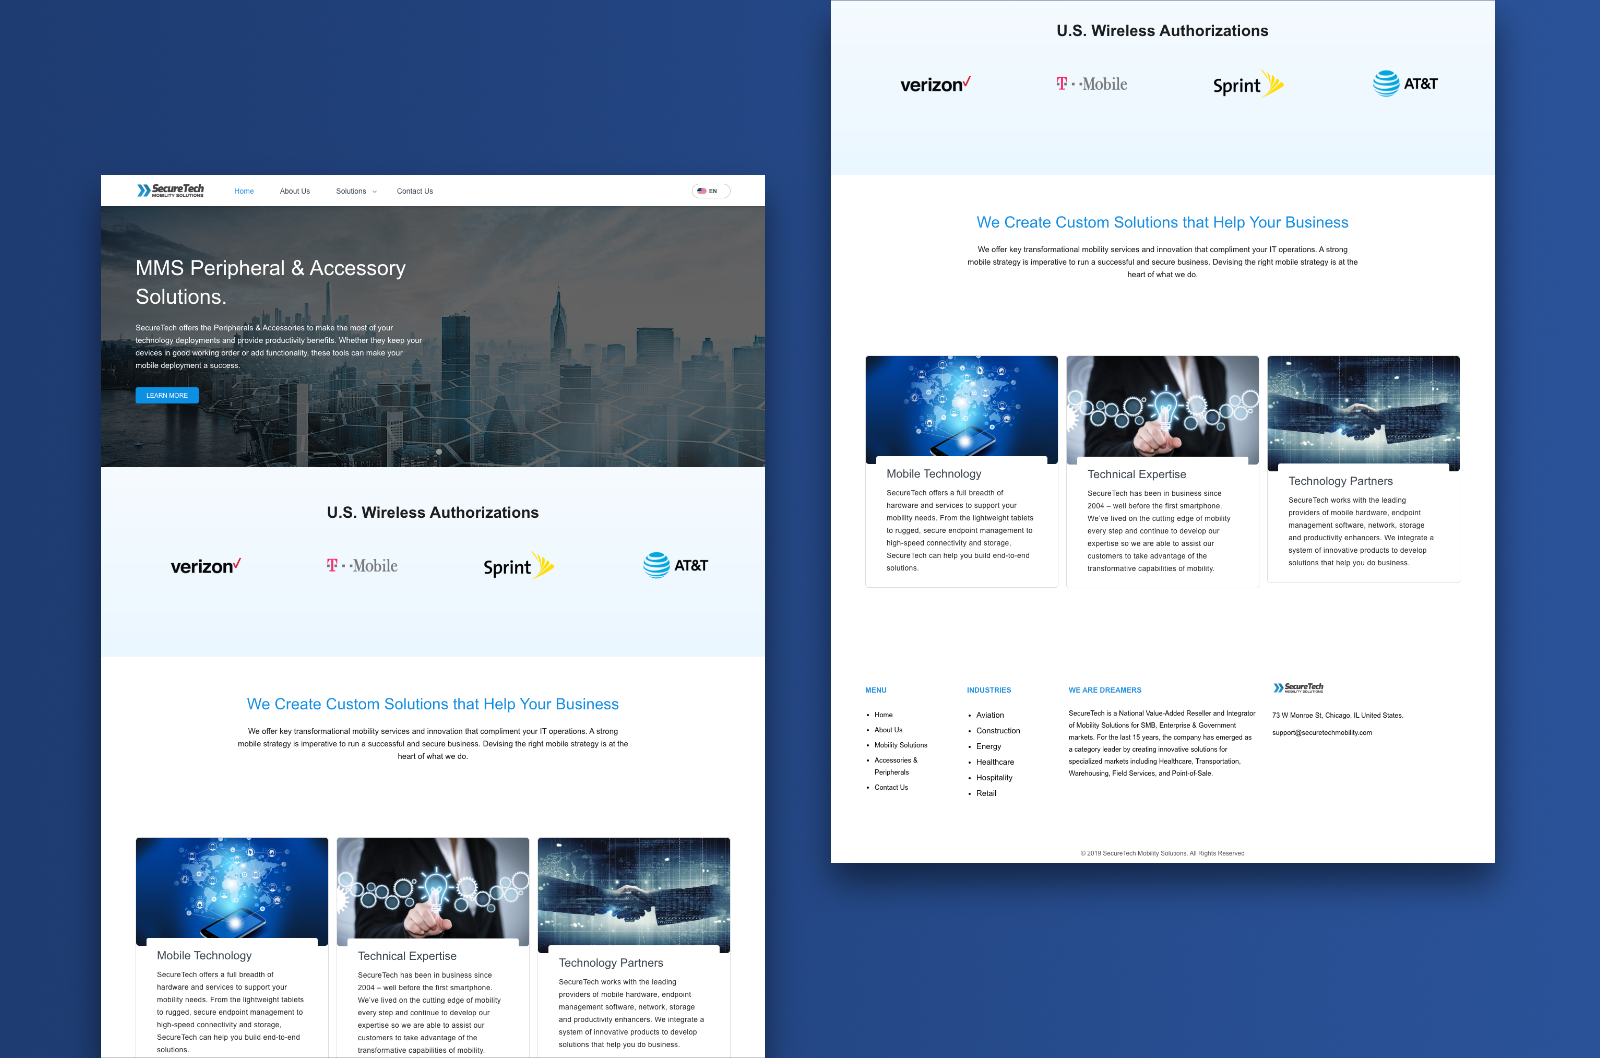 SecureTech
MOBILITY SOLUTIONS
Home
About Us
Solutions
Contact Us
EN
MMS Peripheral & Accessory
Solutions.
SecureTech offers the Peripherals & Accessories to make the most of your
technology deployments and provide productivity benefits. Whether they keep your
devices in good working order or add functionality, these tools can make your
mobile deployment a success.
LEARN MORE
U.S. Wireless Authorizations
verizon
T··Mobile
Sprint
AT&T
We Create Custom Solutions that Help Your Business
We offer key transformational mobility services and innovation that compliment your IT operations. A strong
mobile strategy is imperative to run a successful and secure business. Devising the right mobile strategy is at the
heart of what we do.
Mobile Technology
SecureTech offers a full breadth of
hardware and services to support your
mobility needs. From the lightweight tablets
to rugged, secure endpoint management to
high-speed connectivity and storage,
SecureTech can help you build end-to-end
solutions.
Technical Expertise
SecureTech has been in business since
2004 – well before the first smartphone.
We've lived on the cutting edge of mobility
every step and continue to develop our
expertise so we are able to assist our
customers to take advantage of the
transformative capabilities of mobility.
Technology Partners
SecureTech works with the leading
providers of mobile hardware, endpoint
management software, network, storage
and productivity enhancers. We integrate a
system of innovative products to develop
solutions that help you do business.
U.S. Wireless Authorizations
verizon
T··Mobile
Sprint
AT&T
We Create Custom Solutions that Help Your Business
We offer key transformational mobility services and innovation that compliment your IT operations. A strong
mobile strategy is imperative to run a successful and secure business. Devising the right mobile strategy is at the
heart of what we do.
Mobile Technology
SecureTech offers a full breadth of
hardware and services to support your
mobility needs. From the lightweight tablets
to rugged, secure endpoint management to
high-speed connectivity and storage,
SecureTech can help you build end-to-end
solutions.
Technical Expertise
SecureTech has been in business since
2004 – well before the first smartphone.
We've lived on the cutting edge of mobility
every step and continue to develop our
expertise so we are able to assist our
customers to take advantage of the
transformative capabilities of mobility.
Technology Partners
SecureTech works with the leading
providers of mobile hardware, endpoint
management software, network, storage
and productivity enhancers. We integrate a
system of innovative products to develop
solutions that help you do business.
MENU
Home
About Us
Mobility Solutions
Accessories &
Peripherals
Contact Us
INDUSTRIES
Aviation
Construction
Energy
Healthcare
Hospitality
Retail
WE ARE DREAMERS
SecureTech is a National Value-Added Reseller and Integrator
of Mobility Solutions for SMB, Enterprise & Government
markets. For the last 15 years, the company has emerged as
a category leader by creating innovative solutions for
specialized markets including Healthcare, Transportation,
Warehousing, Field Services, and Point-of-Sale.
SecureTech
MOBILITY SOLUTIONS
73 W Monroe St, Chicago, IL United States.
support@securetechmobility.com
© 2019 SecureTech Mobility Solutions. All Rights Reserved